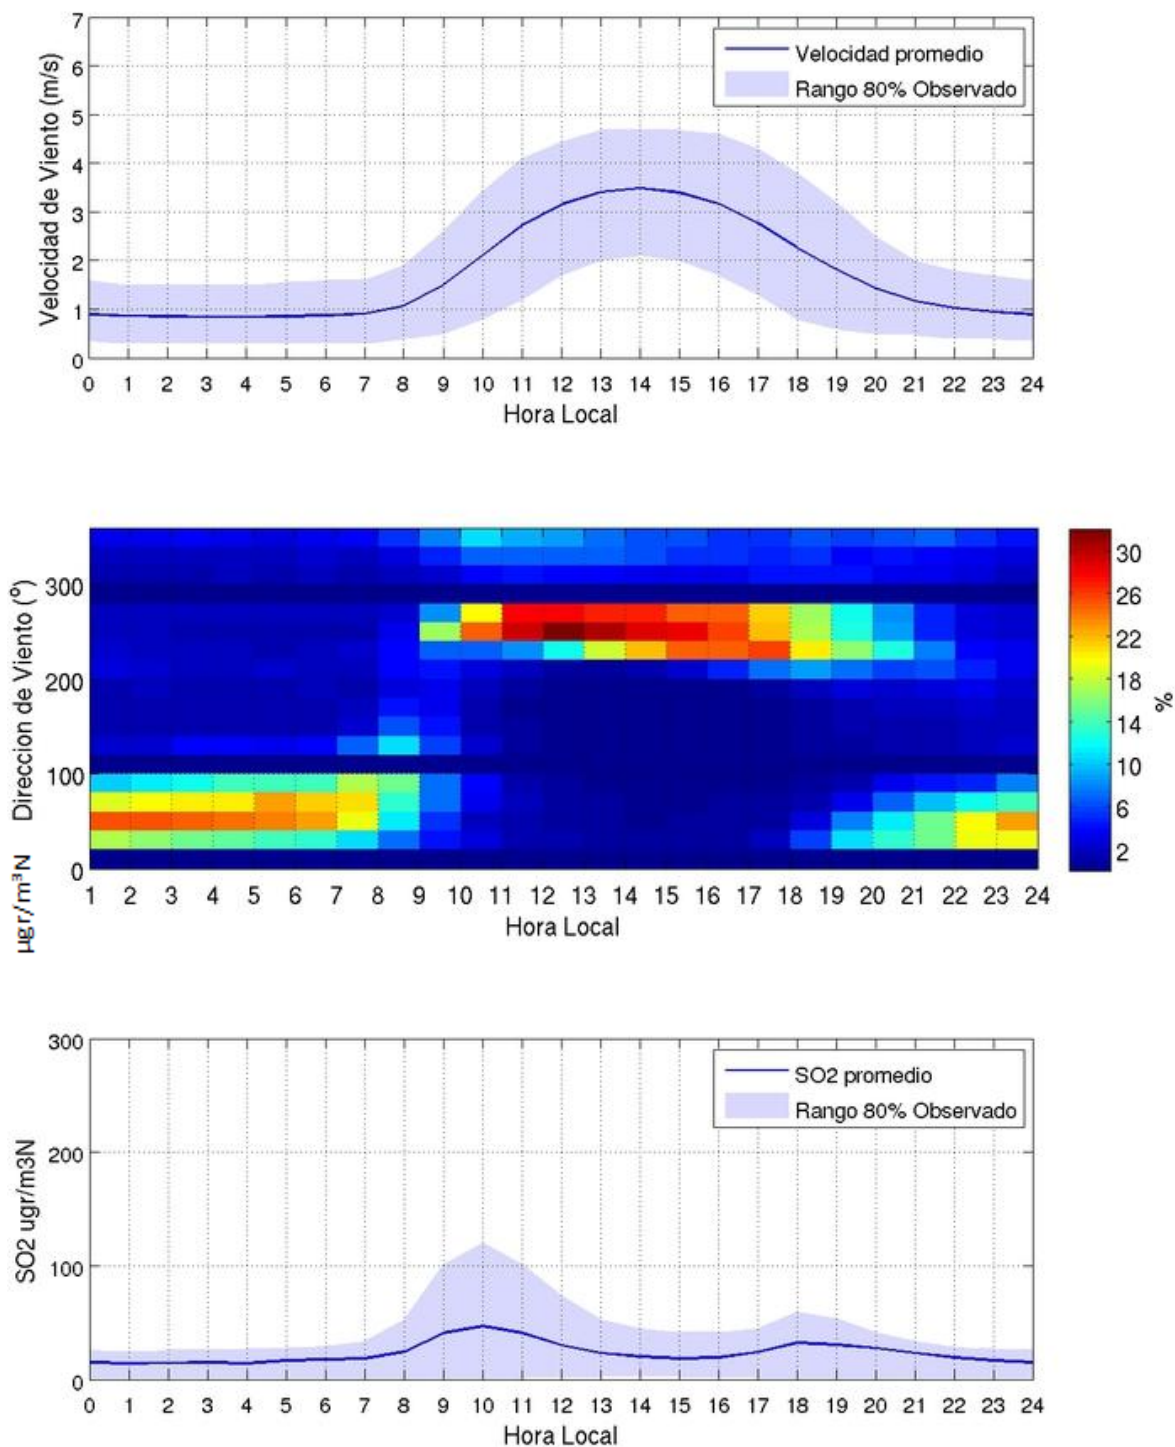 7
6
5
4
3
2
1
0
Velocidad de Viento (m/s)
Velocidad promedio
Rango 80% Observado
0 1 2 3 4 5 6 7 8 9 10 11 12 13 14 15 16 17 18 19 20 21 22 23 24
Hora Local
300
200
100
0
µgr/m³N Direccion de Viento (°)
1 2 3 4 5 6 7 8 9 10 11 12 13 14 15 16 17 18 19 20 21 22 23 24
Hora Local
30
26
22
18
14
10
6
2
%
300
200
100
0
SO2 ugr/m3N
SO2 promedio
Rango 80% Observado
0 1 2 3 4 5 6 7 8 9 10 11 12 13 14 15 16 17 18 19 20 21 22 23 24
Hora Local